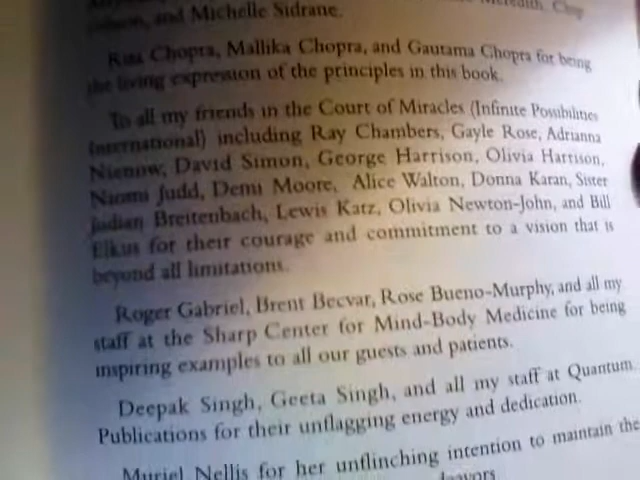 and Michelle Sidrane.
Rita Chopra, Mallika Chopra, and Gautama Chopra for being
the living expression of the principles in this book.
To all my friends in the Court of Miracles (Infinite Possibilities
International) including Ray Chambers, Gayle Rose, Adrianna
Nienow, David Simon, George Harrison, Olivia Harrison,
Naomi Judd, Demi Moore, Alice Walton, Donna Karan, Sister
Judian Breitenbach, Lewis Katz, Olivia Newton-John, and Bill
Elkus for their courage and commitment to a vision that is
beyond all limitations.
Roger Gabriel, Brent Becvar, Rose Bueno-Murphy, and all my
staff at the Sharp Center for Mind-Body Medicine for being
inspiring examples to all our guests and patients.
Deepak Singh, Geeta Singh, and all my staff at Quantum
Publications for their unflagging energy and dedication.
Muriel Nellis for her unflinching intention to maintain the